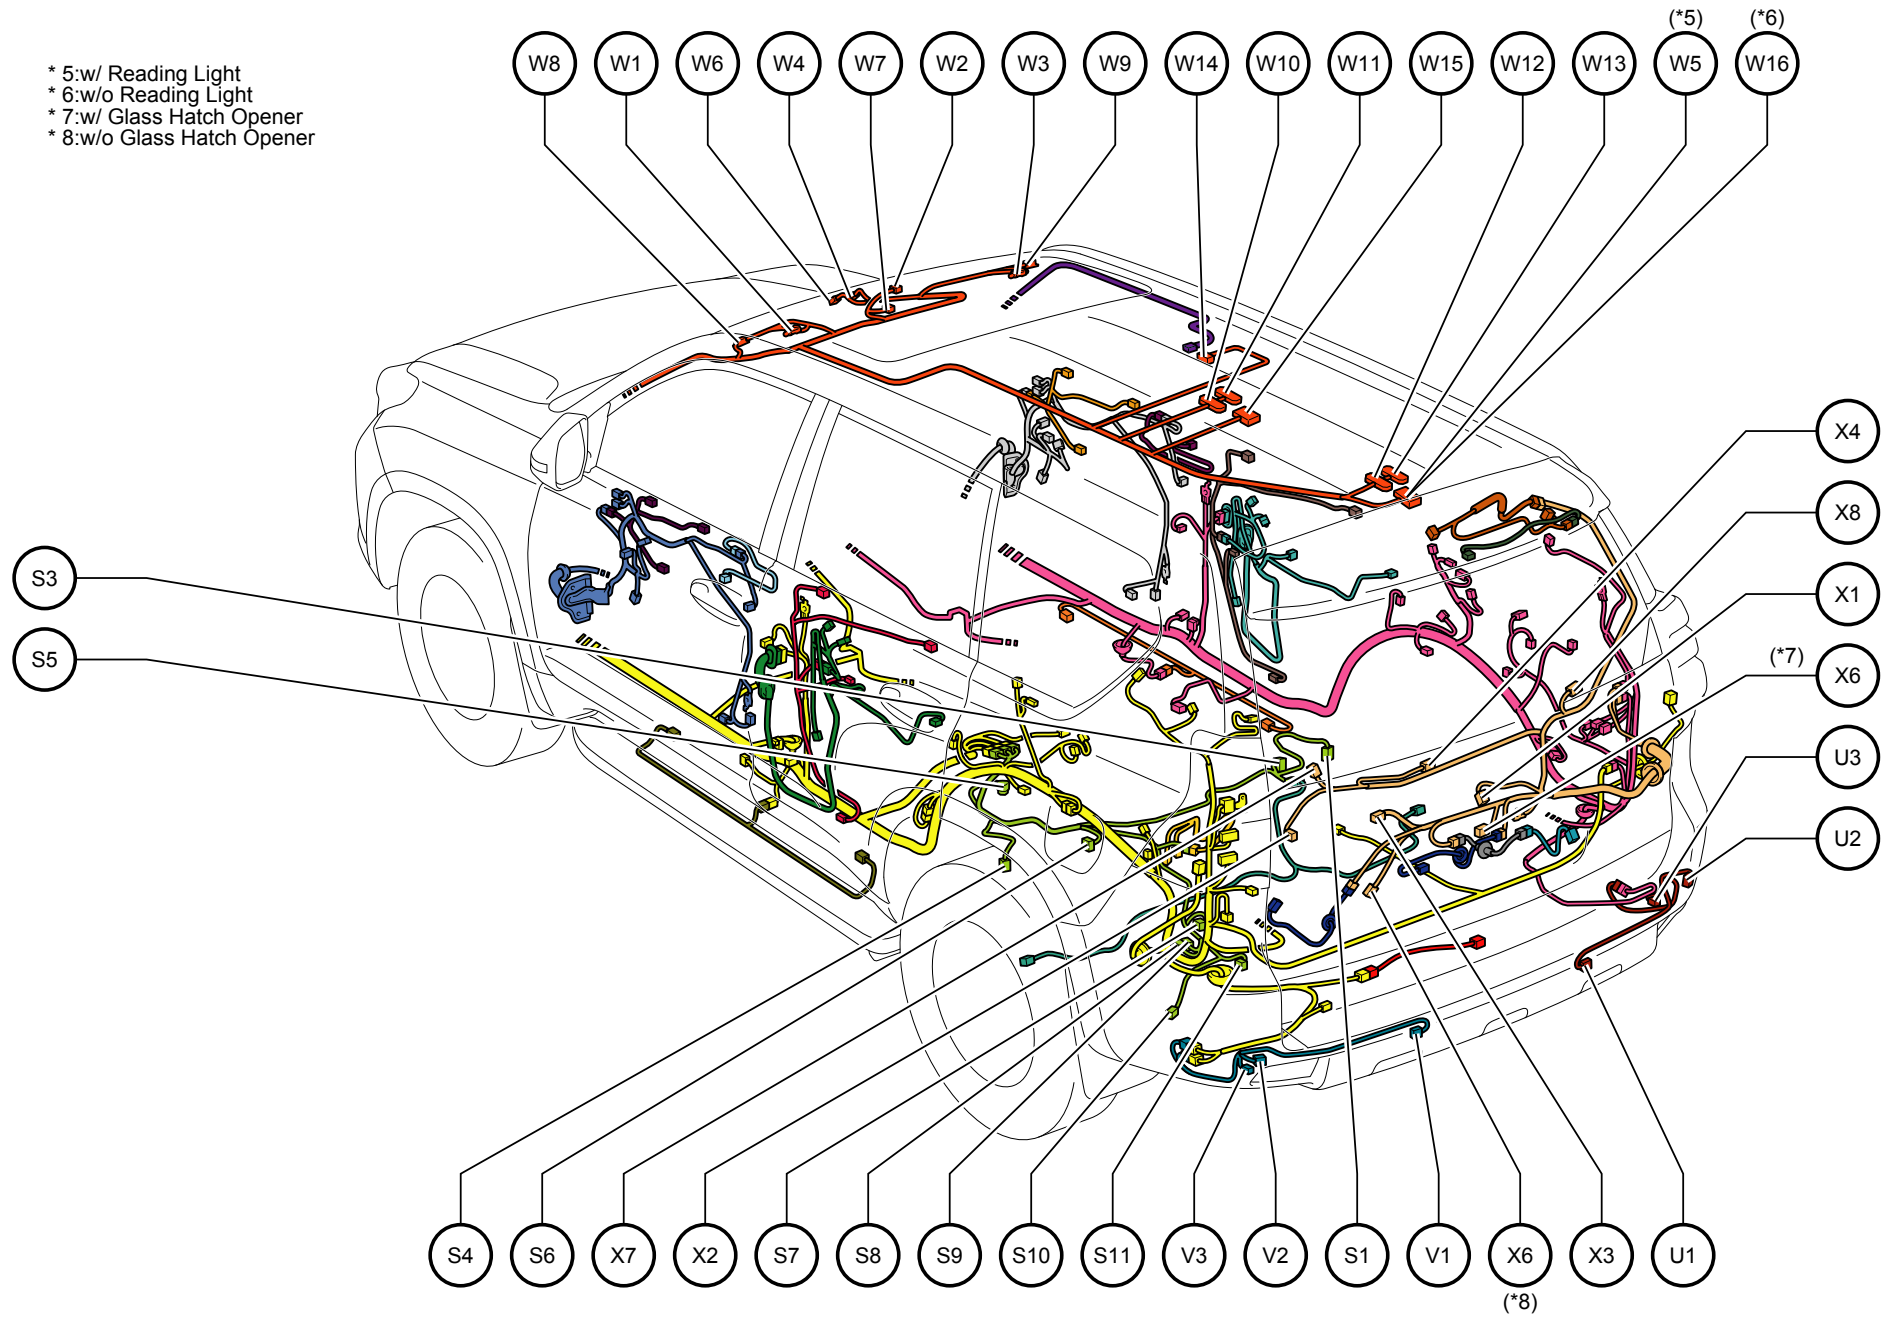 (*5)
(*6)
W8
W1
W6
W4
W7
W2
W3
W9
W14
W10
W11
W15
W12
W13
W5
W16
* 5:w/ Reading Light
* 6:w/o Reading Light
* 7:w/ Glass Hatch Opener
* 8:w/o Glass Hatch Opener
X4
X8
S3
X1
S5
(*7)
X6
U3
U2
S4
S6
X7
X2
S7
S8
S9
S10
S11
V3
V2
S1
V1
X6
X3
U1
(*8)